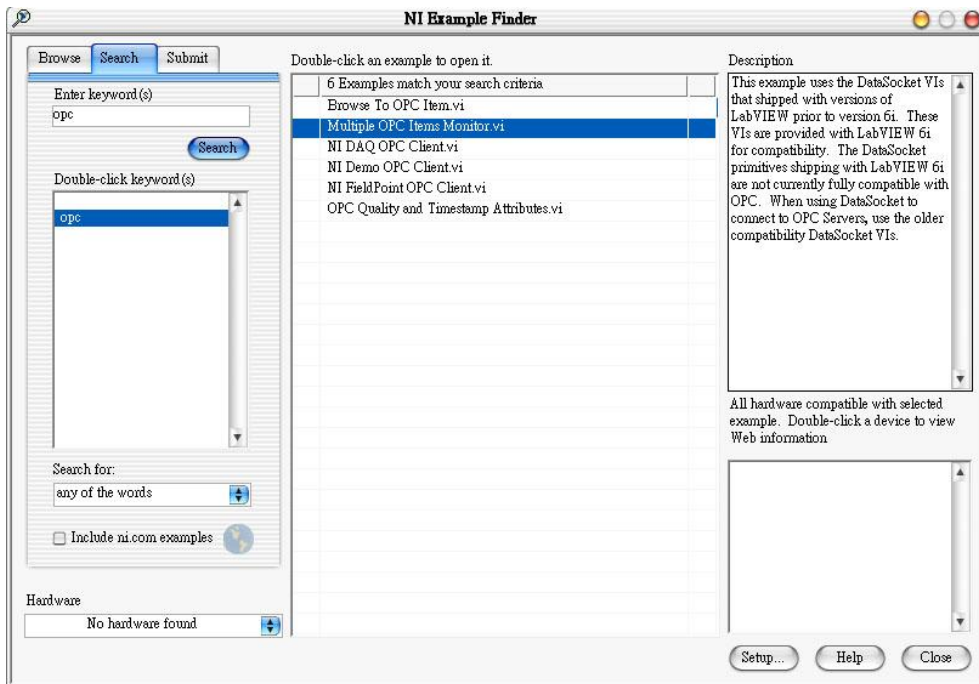 NI Example Finder
Browse
Search
Submit
Enter keyword(s)
opc
Search
Double-click keyword(s)
opc
Search for:
any of the words
Include ni.com examples
Hardware
No hardware found
Double-click an example to open it.
6 Examples match your search criteria
Browse To OPC Item.vi
Multiple OPC Items Monitor.vi
NI DAQ OPC Client.vi
NI Demo OPC Client.vi
NI FieldPoint OPC Client.vi
OPC Quality and Timestamp Attributes.vi
Description
This example uses the DataSocket VIs
that shipped with versions of
LabVIEW prior to version 6i. These
VIs are provided with LabVIEW 6i
for compatibility. The DataSocket
primitives shipping with LabVIEW 6i
are not currently fully compatible with
OPC. When using DataSocket to
connect to OPC Servers, use the older
compatibility DataSocket VIs.
All hardware compatible with selected
example. Double-click a device to view
Web information
Setup...
Help
Close